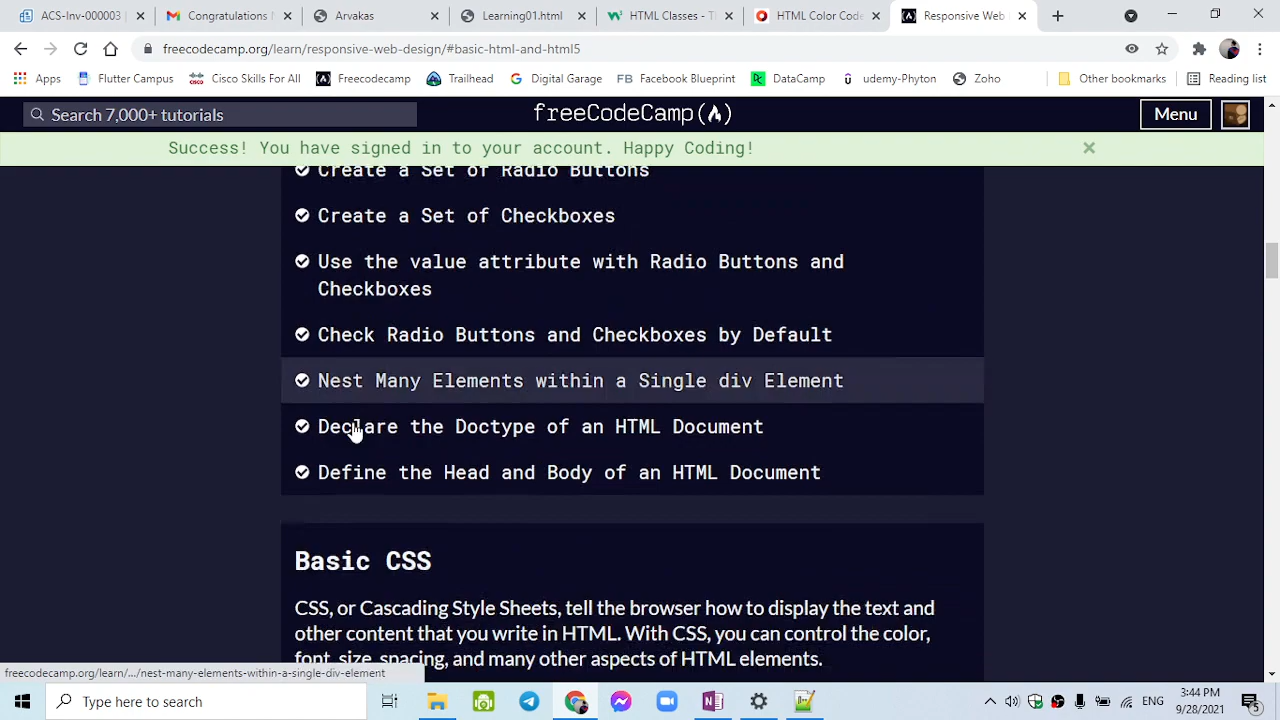 ACS-Inv-000003
Congratulations
Arvakas
Learning01.html
HTML Classes - T
HTML Color Code
Responsive Web
freecodecamp.org/learn/responsive-web-design/#basic-html-and-html5
Apps
Flutter Campus
Cisco Skills For All
Freecodecamp
Trailhead
Digital Garage
FB Facebook Blueprint
DataCamp
udemy-Phyton
Zoho
Other bookmarks
Reading list
Search 7,000+ tutorials
freeCodeCamp
Menu
Success! You have signed in to your account. Happy Coding!
Create a Set of Radio Buttons
Create a Set of Checkboxes
Use the value attribute with Radio Buttons and
Checkboxes
Check Radio Buttons and Checkboxes by Default
Nest Many Elements within a Single div Element
Declare the Doctype of an HTML Document
Define the Head and Body of an HTML Document
Basic CSS
CSS, or Cascading Style Sheets, tell the browser how to display the text and
other content that you write in HTML. With CSS, you can control the color,
font, size, spacing, and many other aspects of HTML elements.
freecodecamp.org/learn/.../nest-many-elements-within-a-single-div-element
Type here to search
ENG
3:44 PM
9/28/2021
5